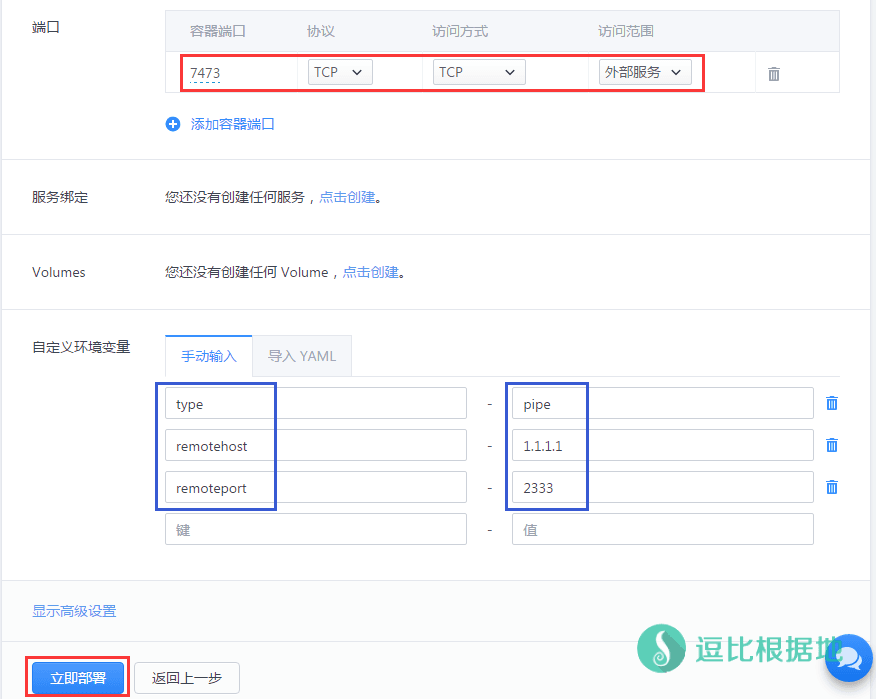 端口
容器端口 协议 访问方式 访问范围
7473 TCP TCP 外部服务
添加容器端口
服务绑定 您还没有创建任何服务，点击创建。
Volumes 您还没有创建任何 Volume，点击创建。
自定义环境变量 手动输入 导入 YAML
type - pipe
remotehost - 1.1.1.1
remoteport - 2333
键 - 值
显示高级设置
逗比根据地
立即部署 返回上一步